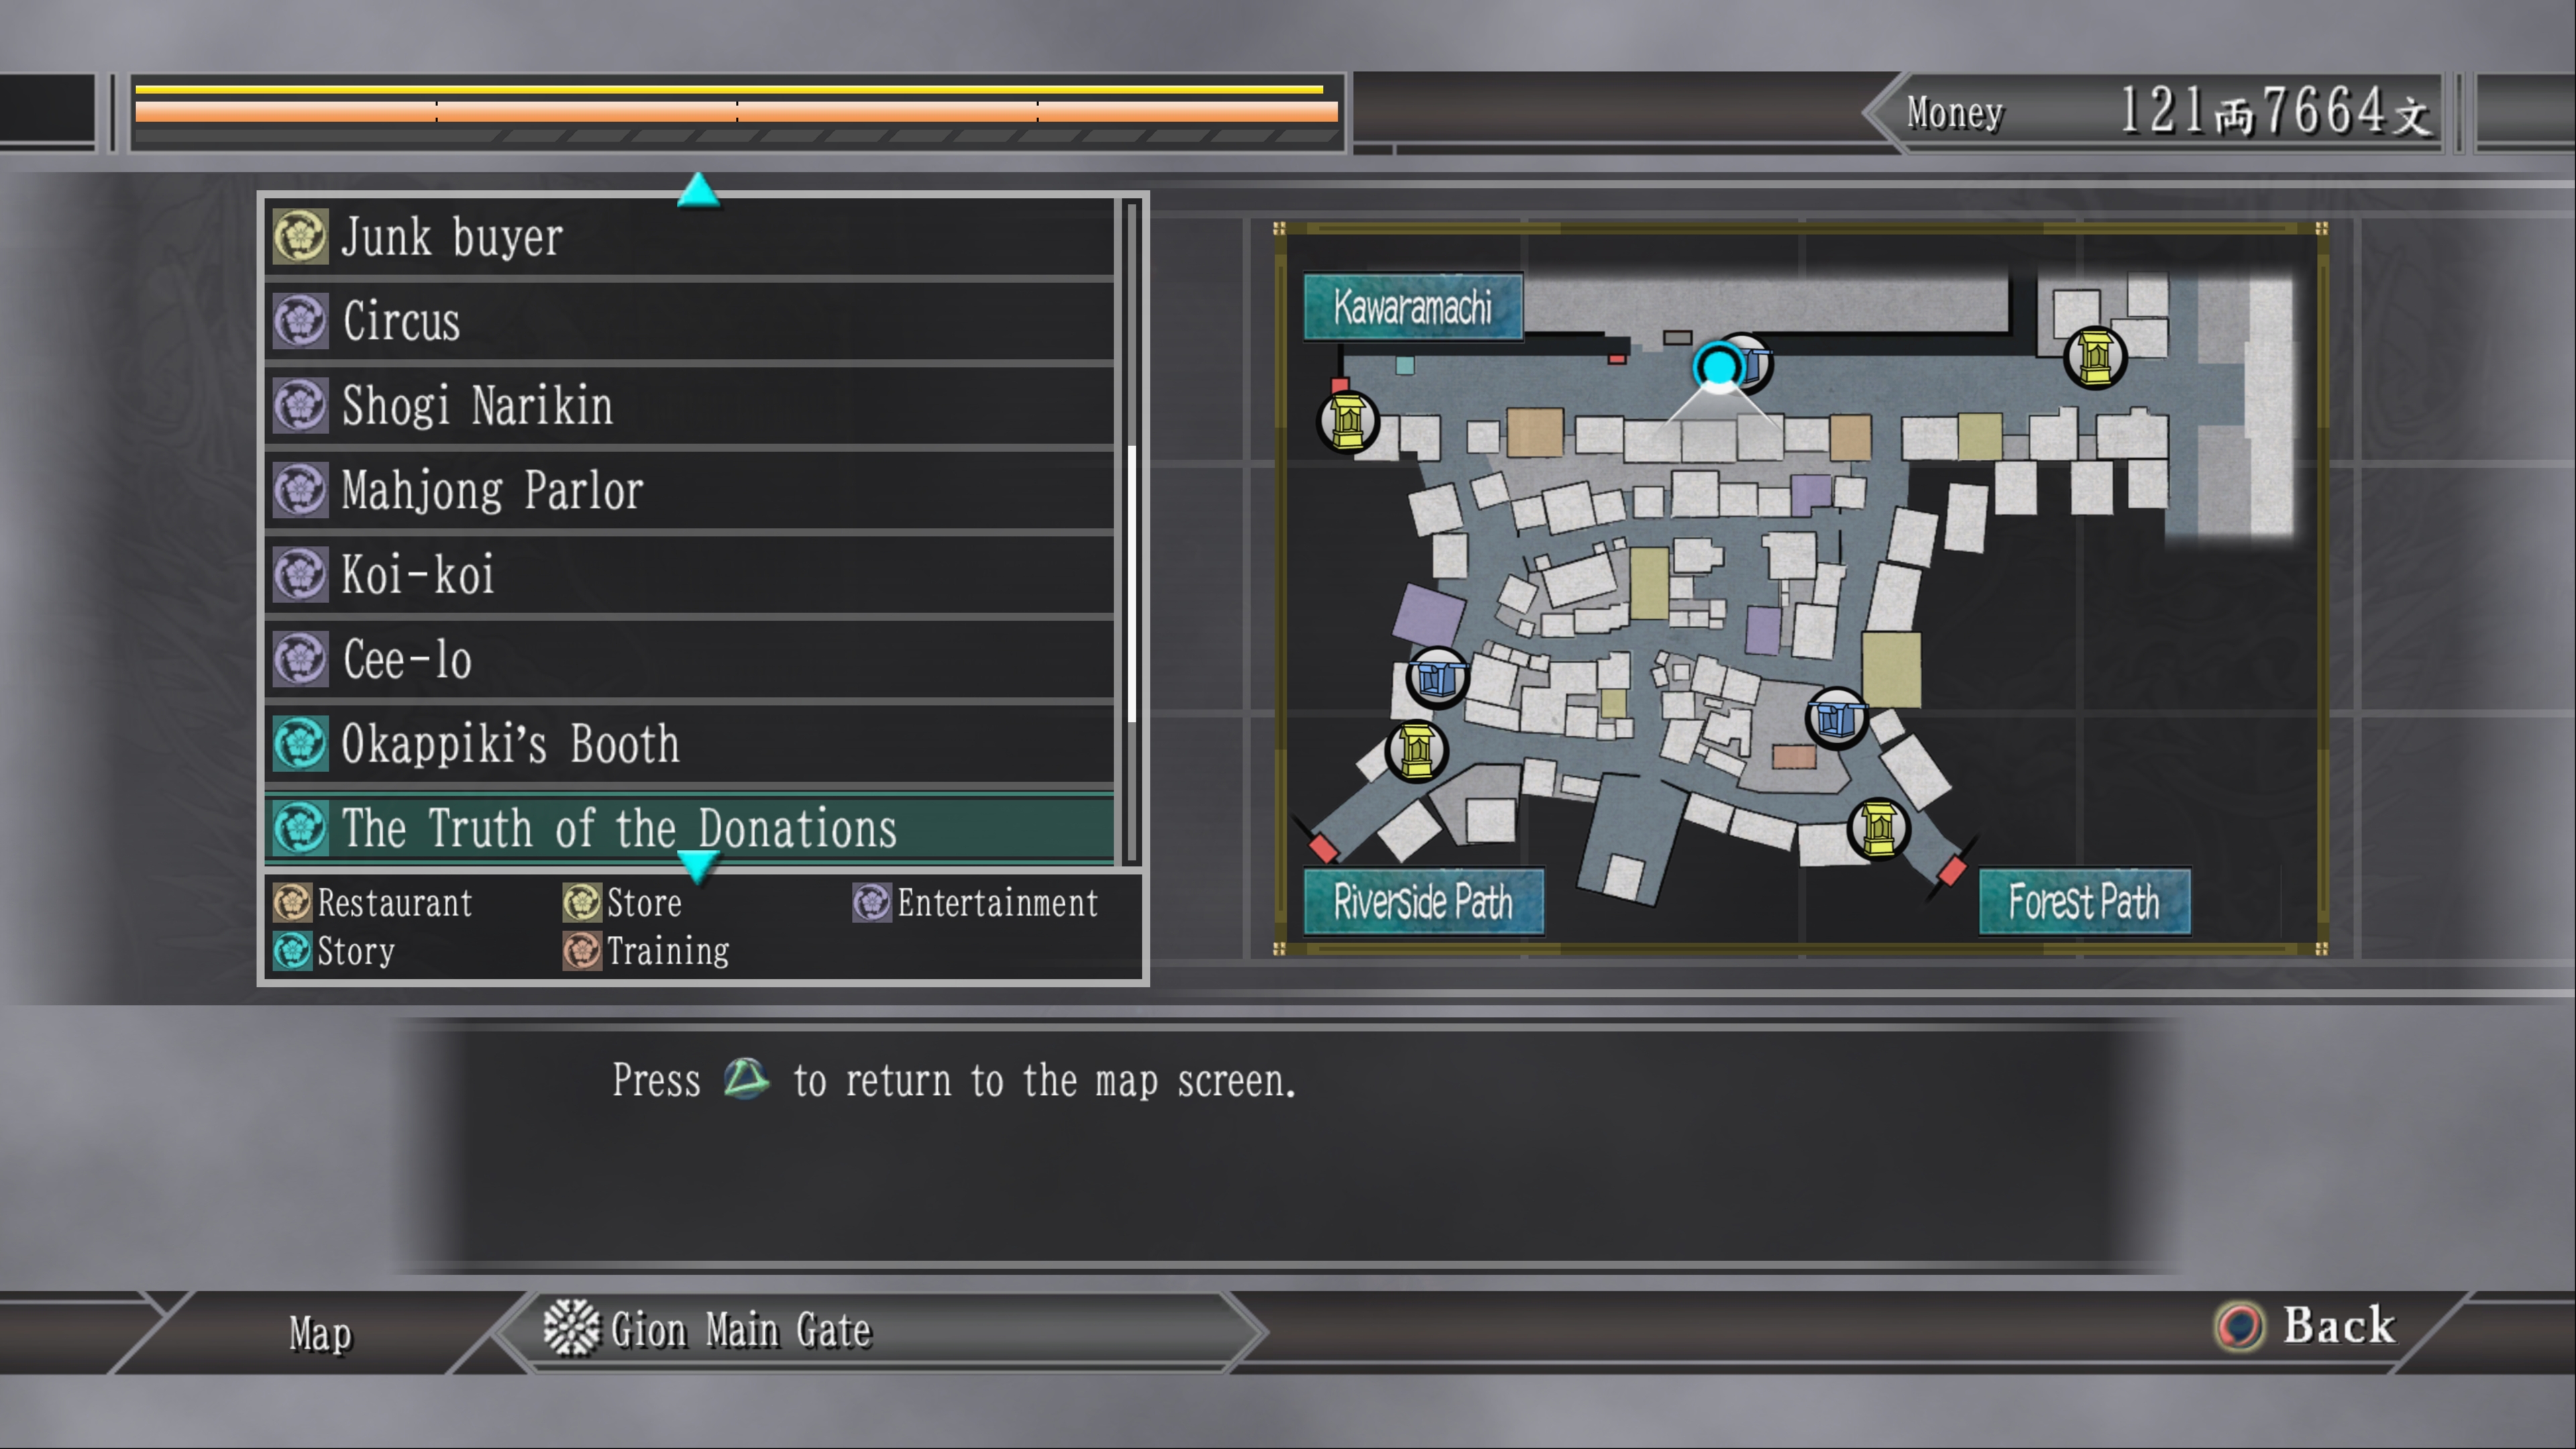 Money 121両7664文
Junk buyer
Circus
Shogi Narikin
Mahjong Parlor
Koi-koi
Cee-lo
Okappiki's Booth
The Truth of the Donations
Restaurant Store Entertainment
Story Training
Kawaramachi
Riverside Path
Forest Path
Press to return to the map screen.
Map Gion Main Gate Back